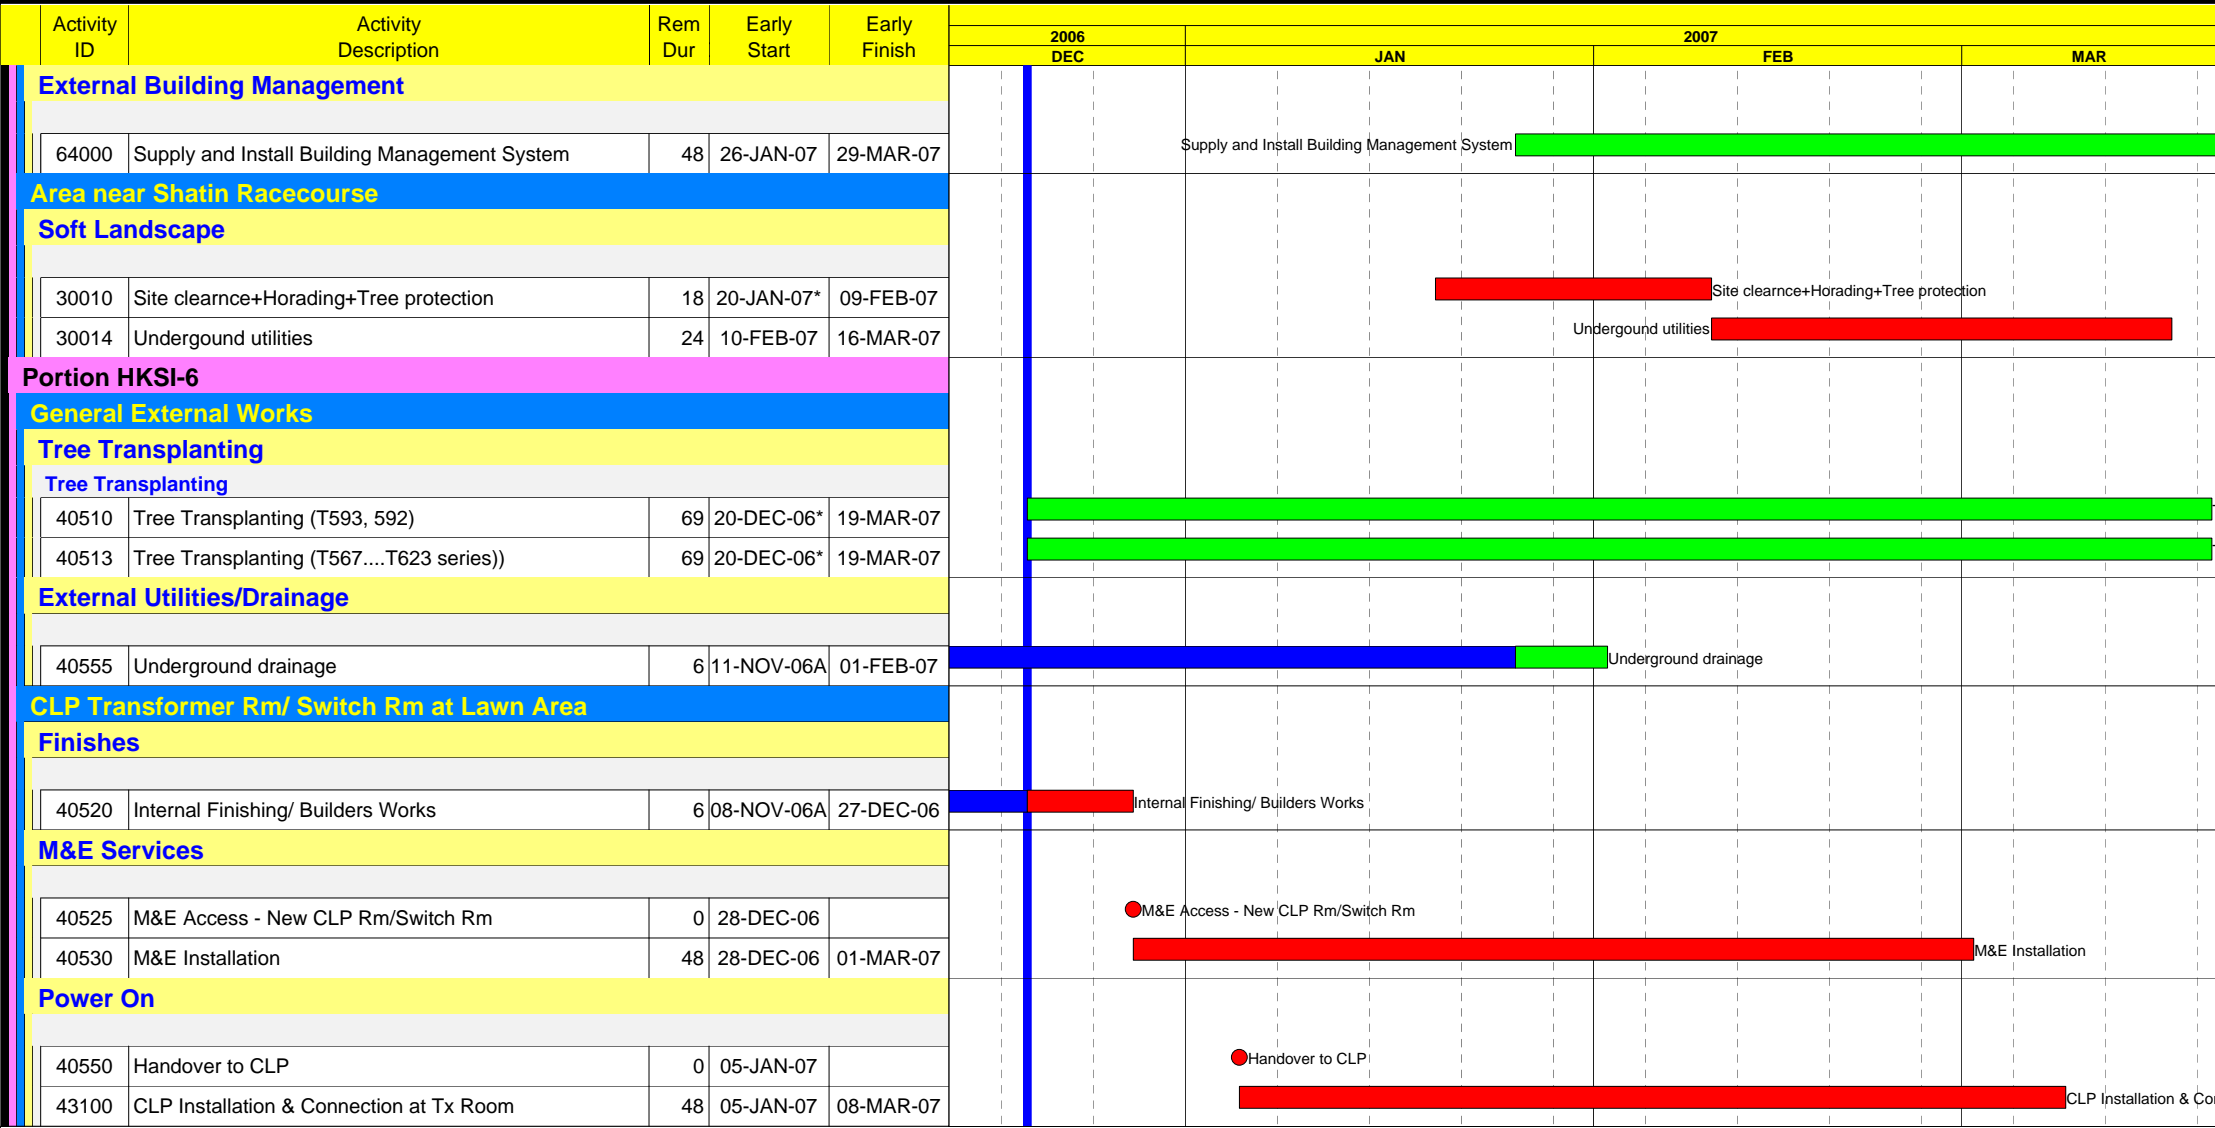 Activity ID Activity Description Rem Dur Early Start Early Finish
2006 2007
DEC JAN FEB MAR
External Building Management
64000 Supply and Install Building Management System 48 26-JAN-07 29-MAR-07 Supply and Install Building Management System
Area near Shatin Racecourse
Soft Landscape
30010 Site clearnce+Horading+Tree protection 18 20-JAN-07* 09-FEB-07 Site clearnce+Horading+Tree protection
30014 Undergound utilities 24 10-FEB-07 16-MAR-07 Undergound utilities
Portion HKSI-6
General External Works
Tree Transplanting
Tree Transplanting
40510 Tree Transplanting (T593, 592) 69 20-DEC-06* 19-MAR-07
40513 Tree Transplanting (T567....T623 series)) 69 20-DEC-06* 19-MAR-07
External Utilities/Drainage
40555 Underground drainage 6 11-NOV-06A 01-FEB-07 Underground drainage
CLP Transformer Rm/ Switch Rm at Lawn Area
Finishes
40520 Internal Finishing/ Builders Works 6 08-NOV-06A 27-DEC-06 Internal Finishing/ Builders Works
M&E Services
40525 M&E Access - New CLP Rm/Switch Rm 0 28-DEC-06 M&E Access - New CLP Rm/Switch Rm
40530 M&E Installation 48 28-DEC-06 01-MAR-07 M&E Installation
Power On
40550 Handover to CLP 0 05-JAN-07 Handover to CLP
43100 CLP Installation & Connection at Tx Room 48 05-JAN-07 08-MAR-07 CLP Installation &